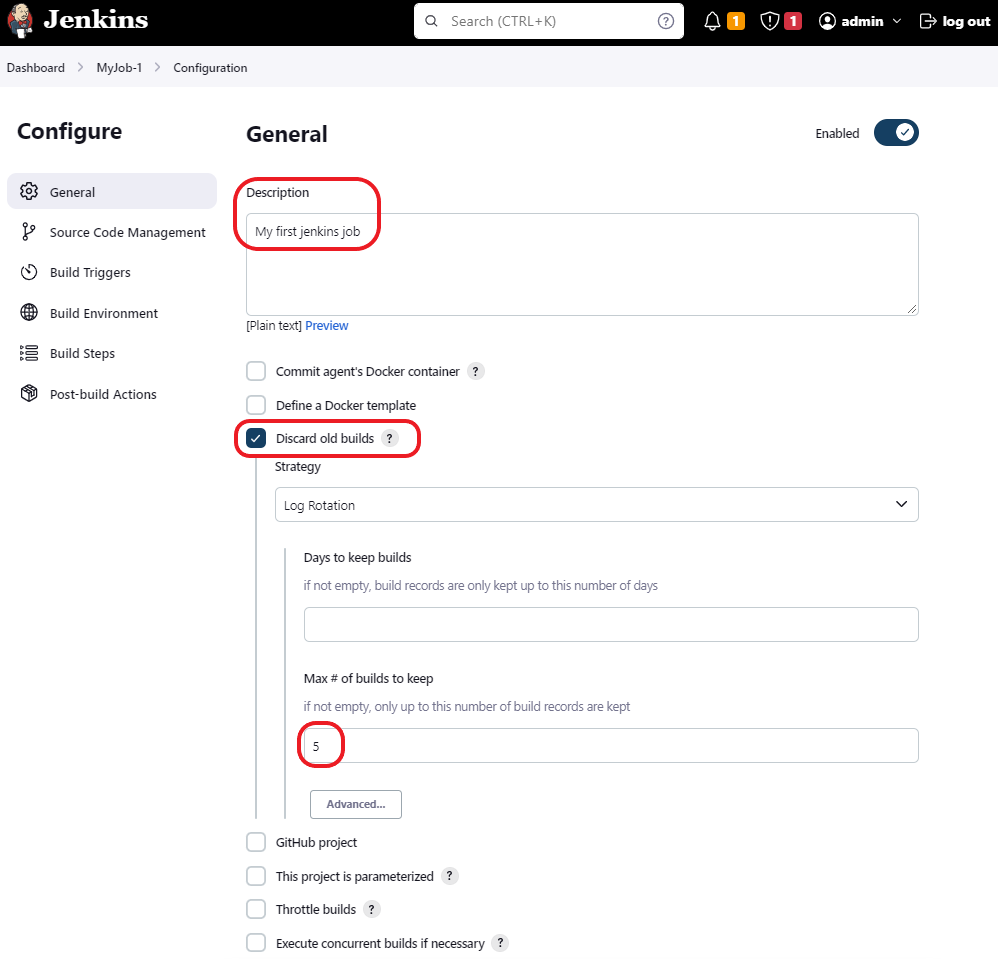 Jenkins
Search (CTRL+K) ? 1 1 admin log out
Dashboard MyJob-1 Configuration
Configure
General
Source Code Management
Build Triggers
Build Environment
Build Steps
Post-build Actions
General
Enabled
Description
My first jenkins job
[Plain text] Preview
Commit agent's Docker container ?
Define a Docker template
Discard old builds ?
Strategy
Log Rotation
Days to keep builds
if not empty, build records are only kept up to this number of days
Max # of builds to keep
if not empty, only up to this number of build records are kept
5
Advanced...
GitHub project
This project is parameterized ?
Throttle builds ?
Execute concurrent builds if necessary ?